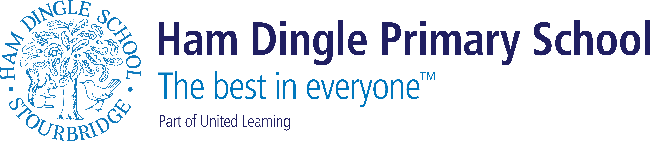 HAM DINGLE SCHOOL · STOURBRIDGE ·
Ham Dingle Primary School
The best in everyone™
Part of United Learning